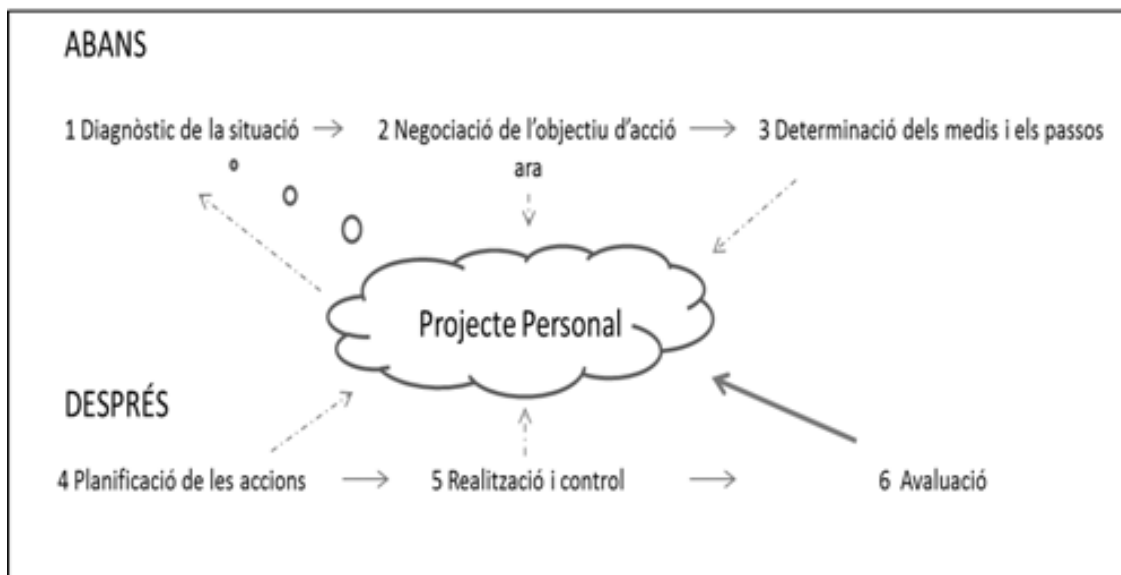 ABANS
1 Diagnòstic de la situació
2 Negociació de l'objectiu d'acció
3 Determinació dels medis i els passos
ara
Projecte Personal
DESPRÉS
4 Planificació de les accions
5 Realització i control
6 Avaluació